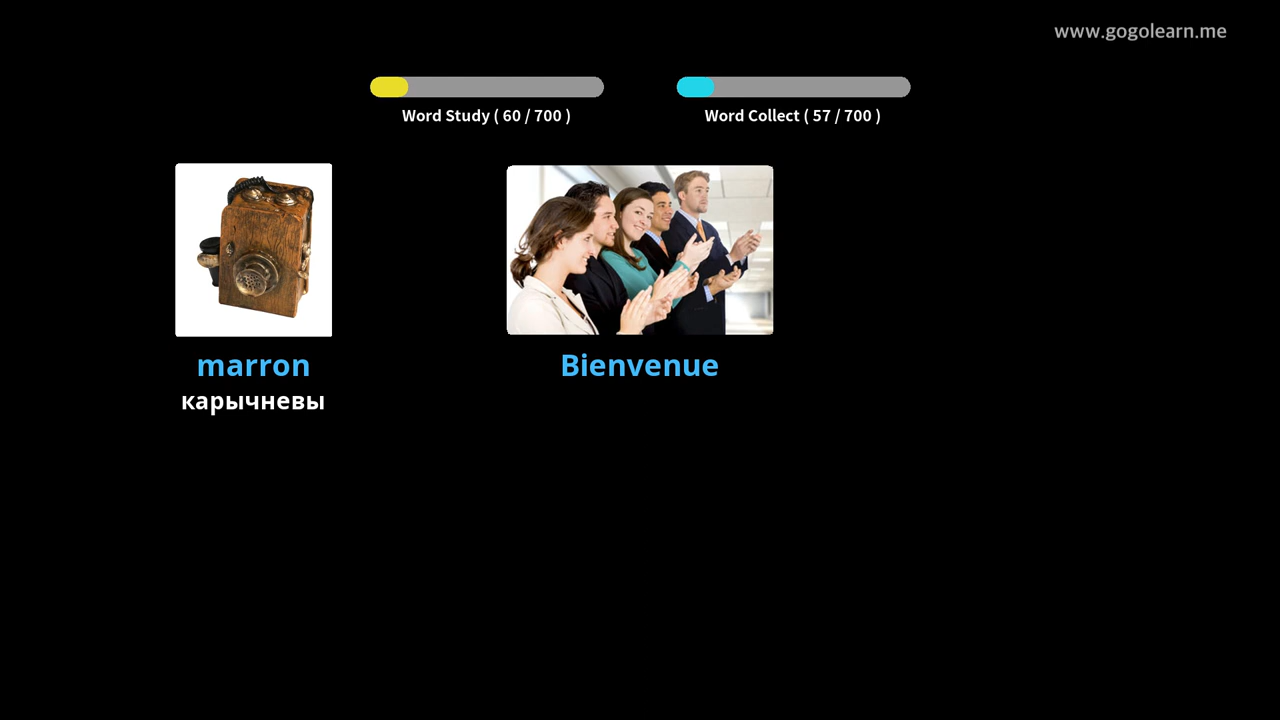 www.gogolearn.me
Word Study ( 60 / 700 )
Word Collect ( 57 / 700 )
marron
карычневы
Bienvenue